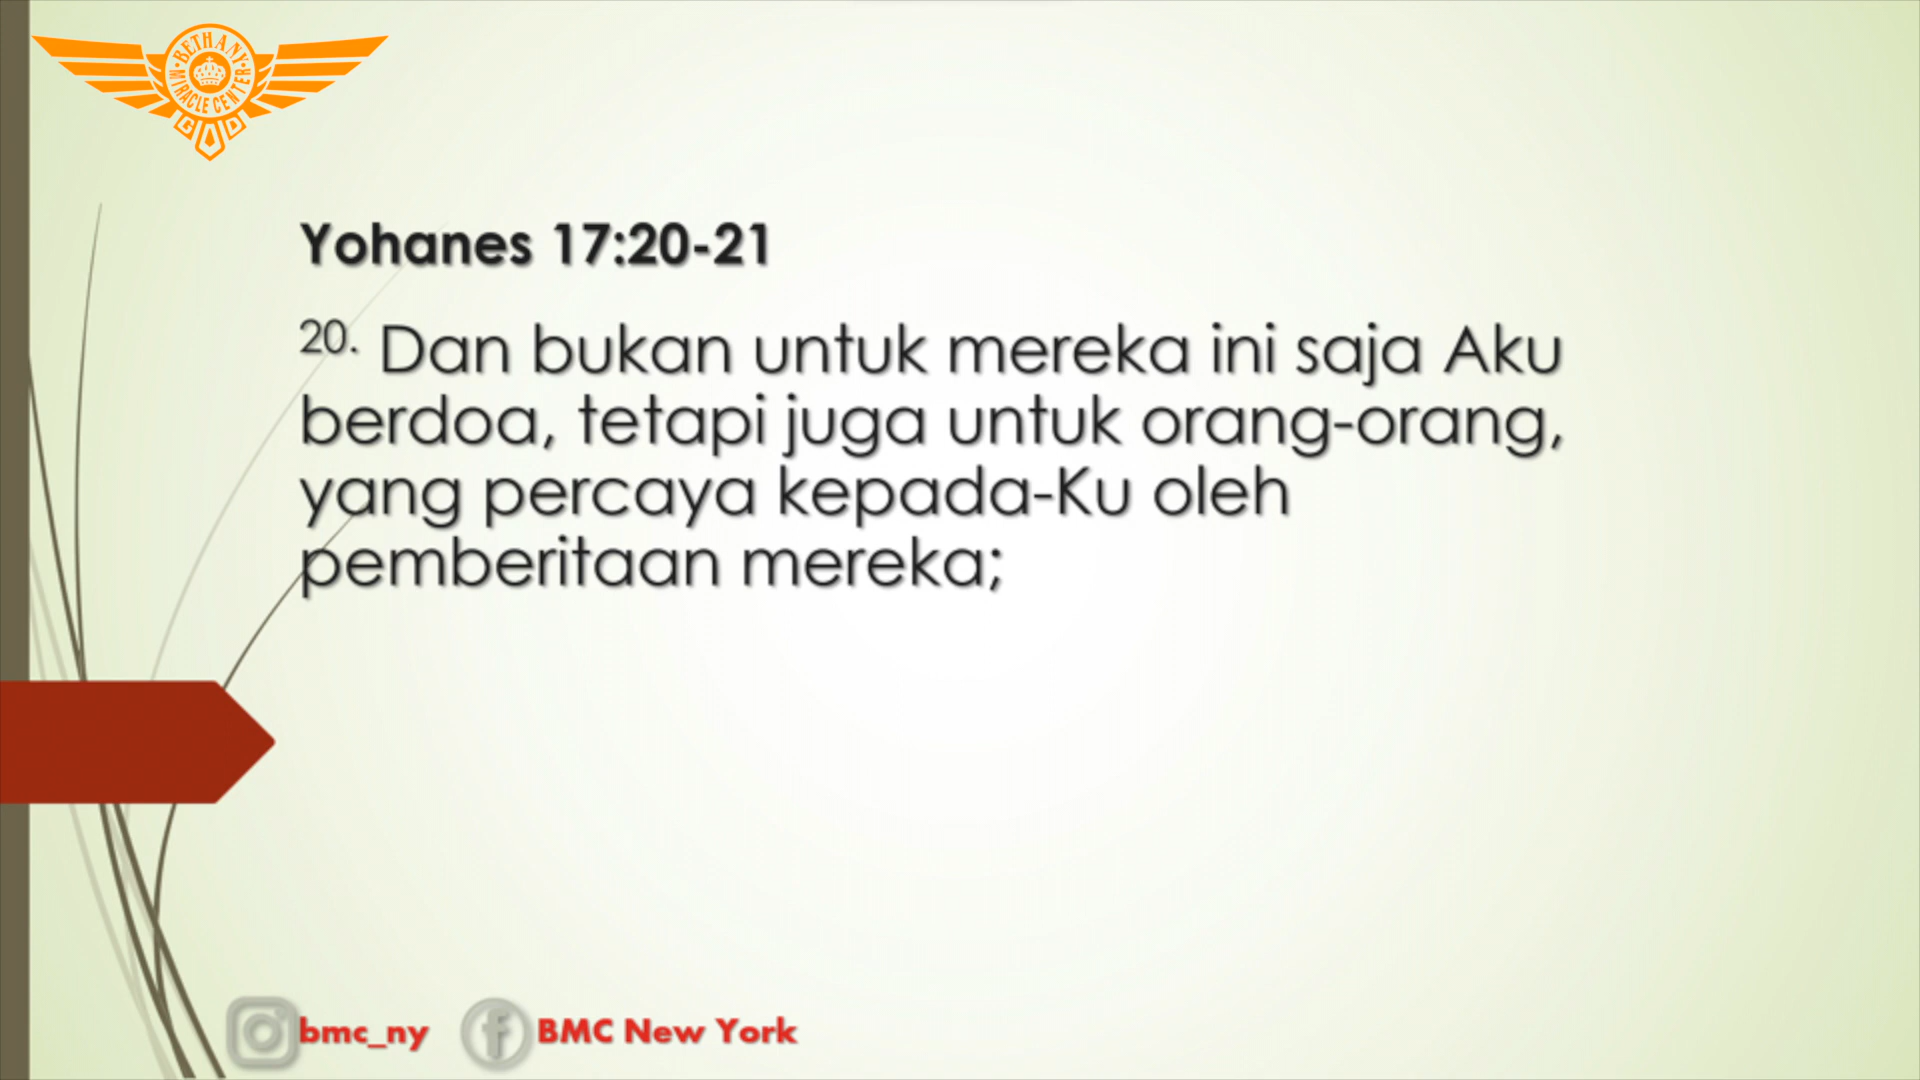 BETHANY
MIRACLE CENTER
GAD
Yohanes 17:20-21
20. Dan bukan untuk mereka ini saja Aku
berdoa, tetapi juga untuk orang-orang,
yang percaya kepada-Ku oleh
pemberitaan mereka;
bmc_ny
BMC New York